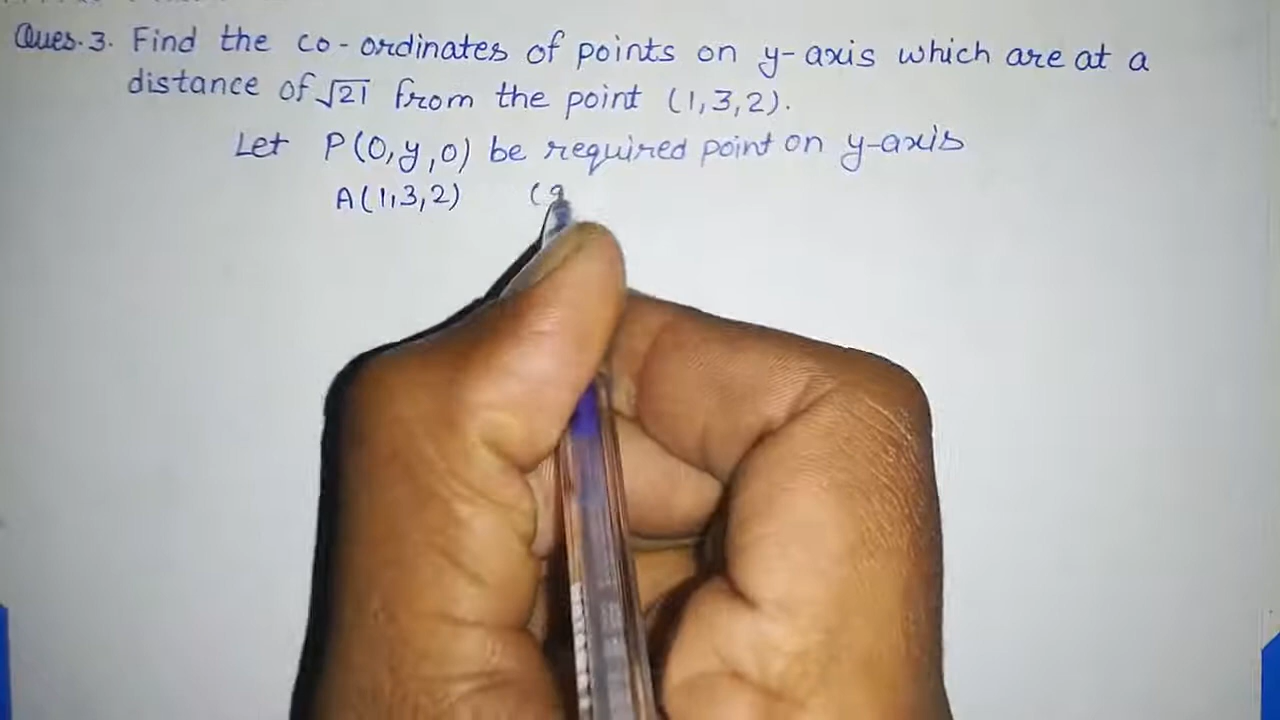 Ques. 3. Find the co-ordinates of points on y-axis which are at a
distance of √21 from the point (1,3,2).
Let P(0,y,0) be required point on y-axis
A(1,3,2) (